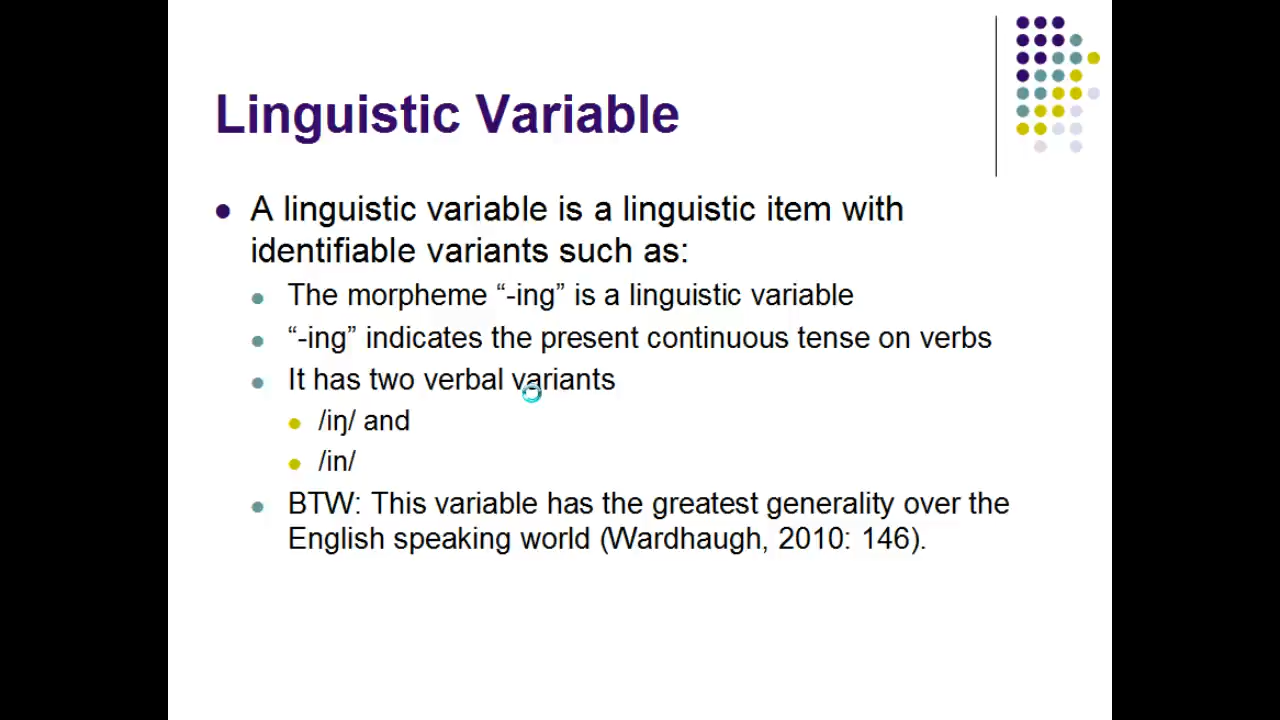 Linguistic Variable
A linguistic variable is a linguistic item with
identifiable variants such as:
The morpheme “-ing” is a linguistic variable
“-ing” indicates the present continuous tense on verbs
It has two verbal variants
/iŋ/ and
/in/
BTW: This variable has the greatest generality over the
English speaking world (Wardhaugh, 2010: 146).